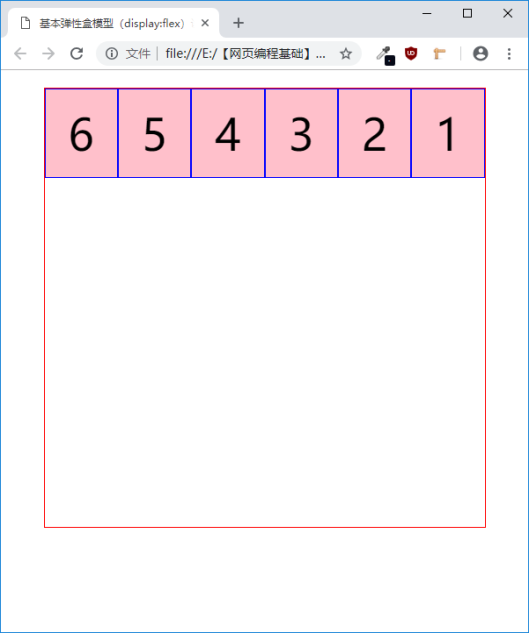 基本弹性盒模型（display:flex）
文件 file:///E:/【网页编程基础】...
6 5 4 3 2 1